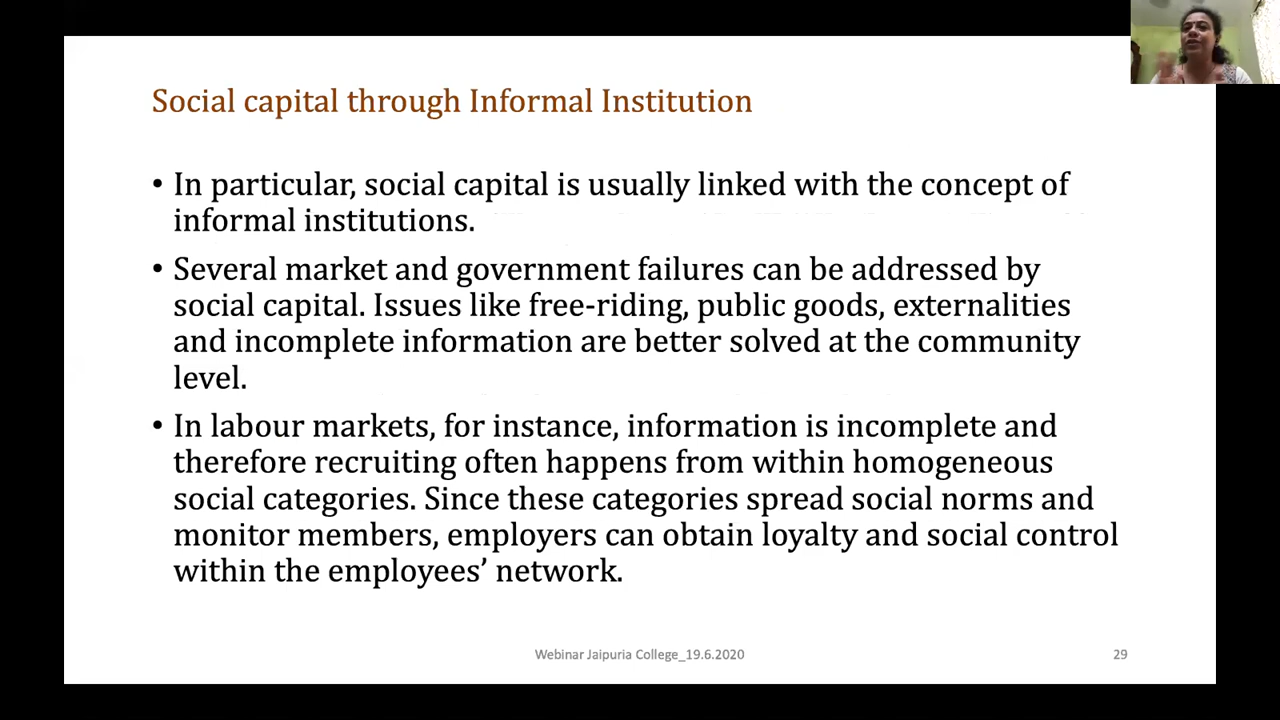 Social capital through Informal Institution
• In particular, social capital is usually linked with the concept of
informal institutions.
• Several market and government failures can be addressed by
social capital. Issues like free-riding, public goods, externalities
and incomplete information are better solved at the community
level.
• In labour markets, for instance, information is incomplete and
therefore recruiting often happens from within homogeneous
social categories. Since these categories spread social norms and
monitor members, employers can obtain loyalty and social control
within the employees’ network.
Webinar Jaipuria College_19.6.2020
29